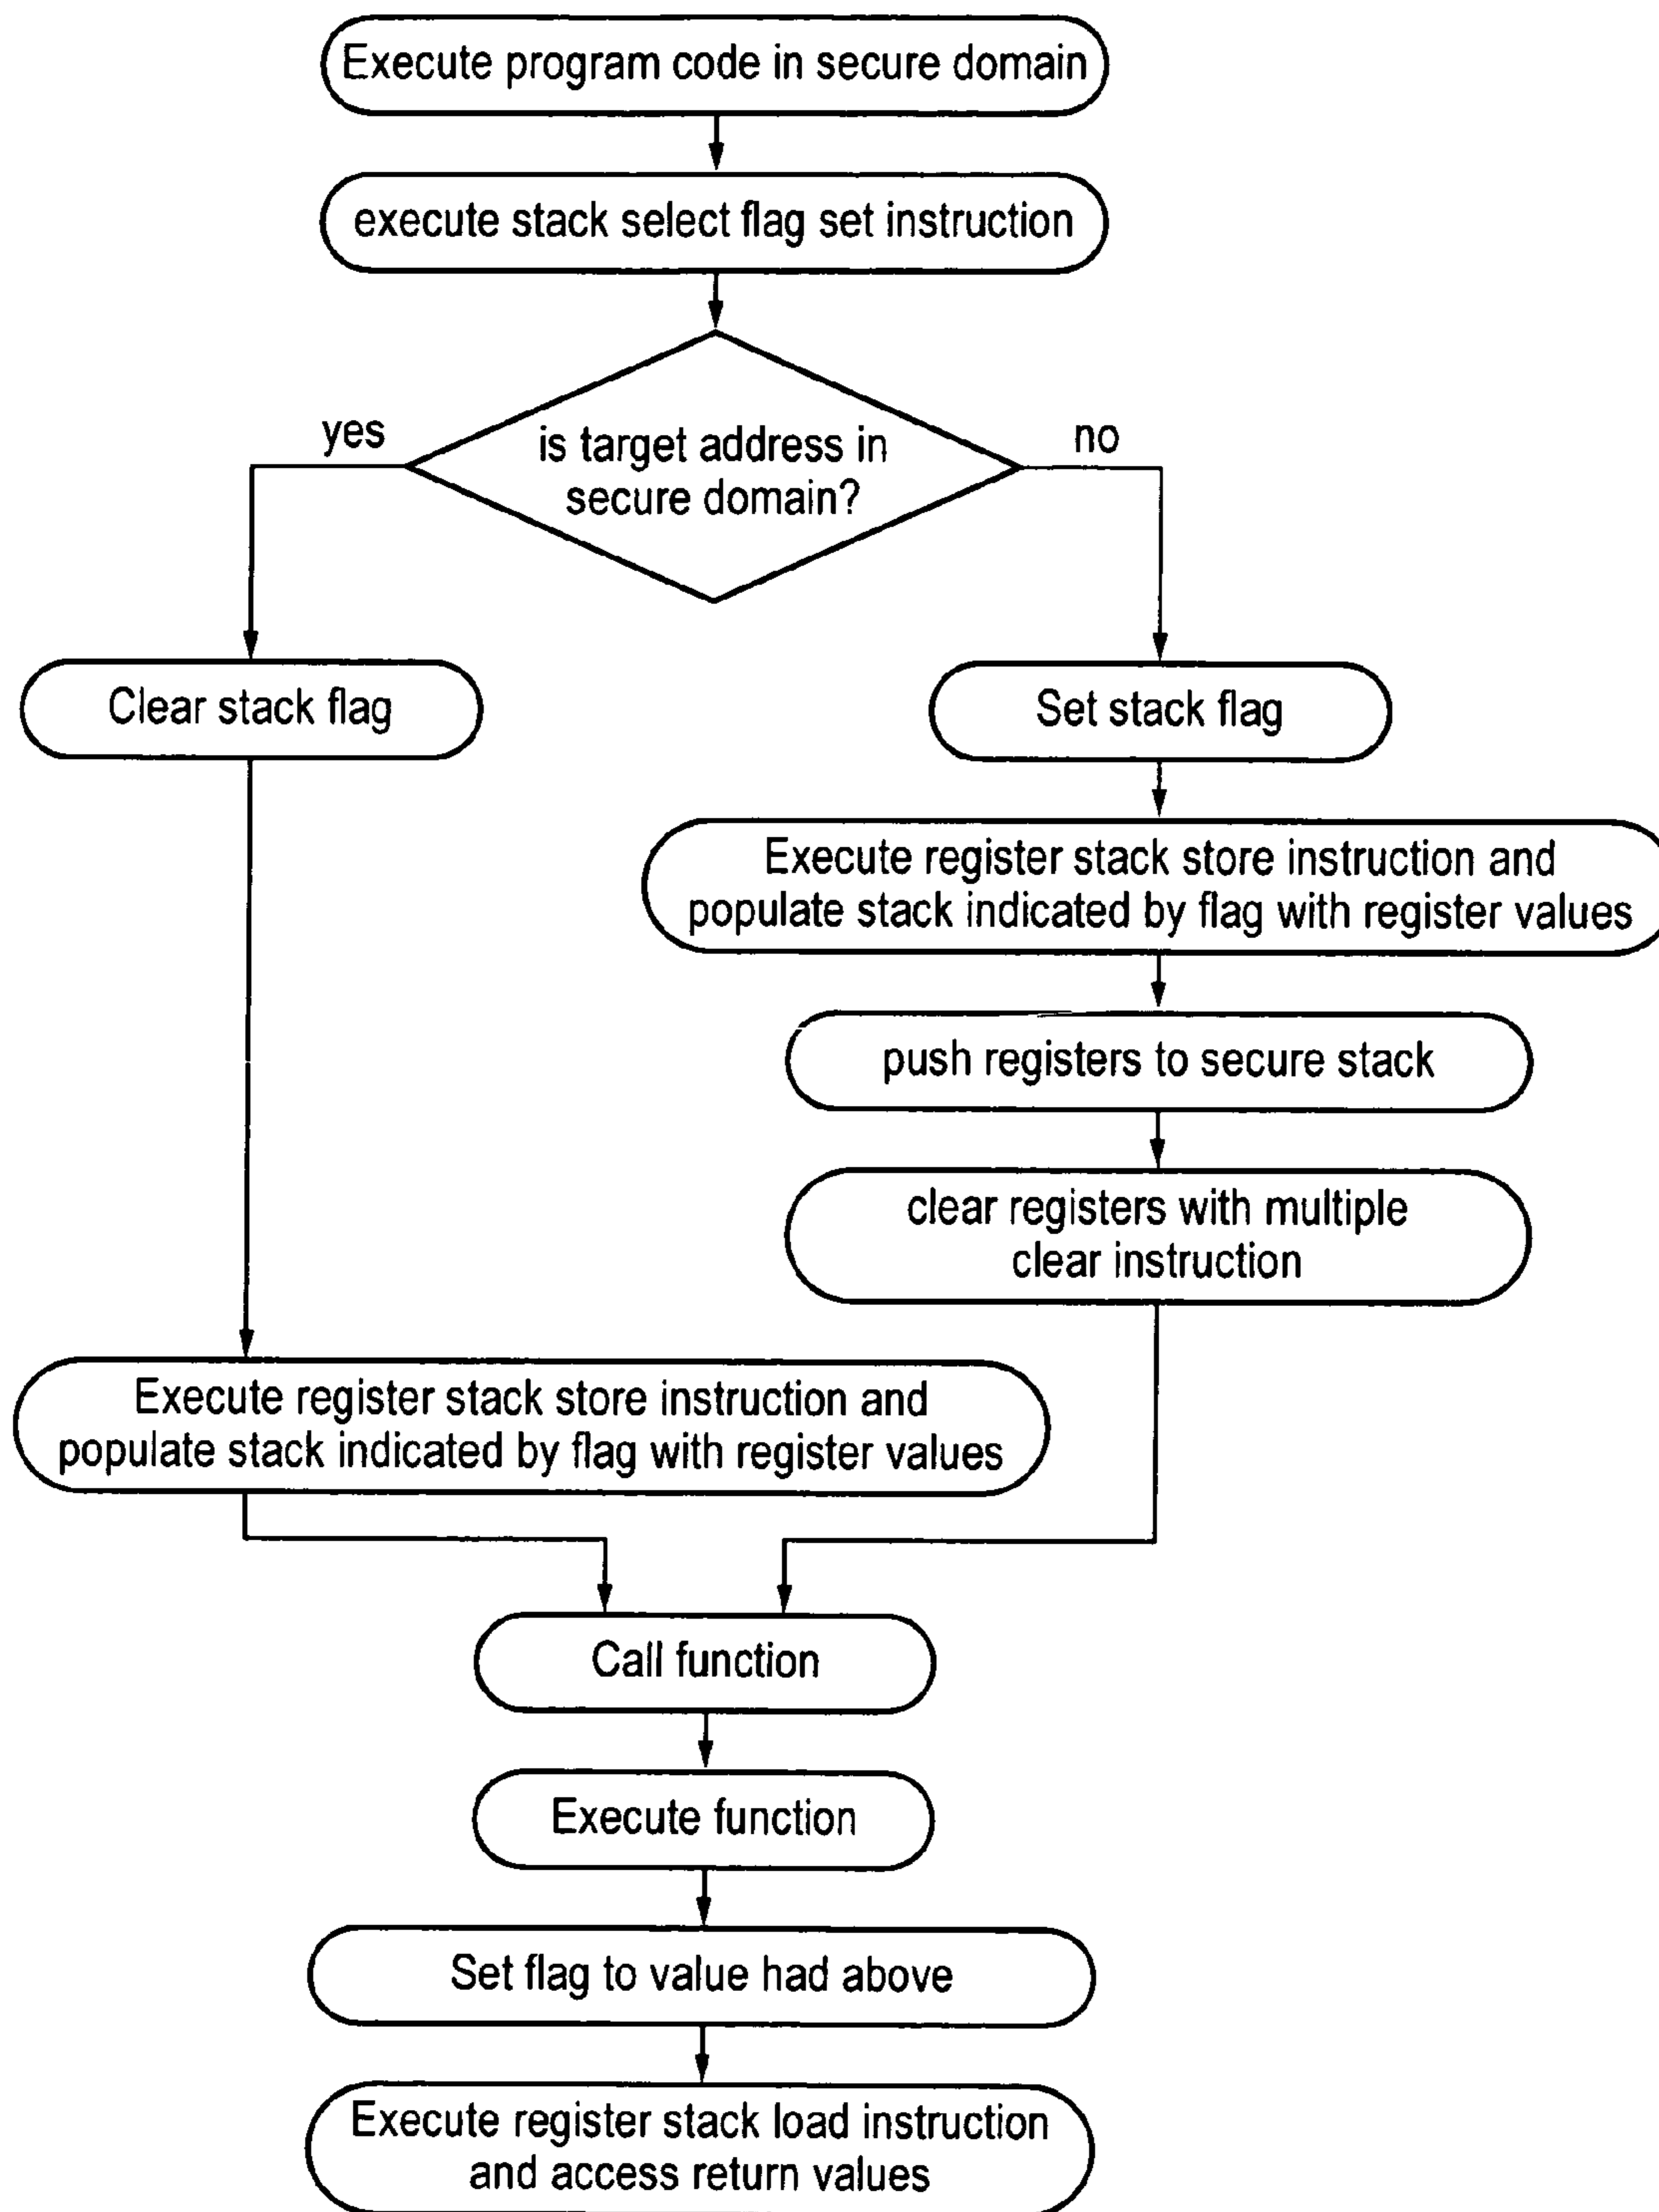 Execute program code in secure domain
execute stack select flag set instruction
yes
is target address in
secure domain?
no
Clear stack flag
Set stack flag
Execute register stack store instruction and
populate stack indicated by flag with register values
push registers to secure stack
clear registers with multiple
clear instruction
Execute register stack store instruction and
populate stack indicated by flag with register values
Call function
Execute function
Set flag to value had above
Execute register stack load instruction
and access return values